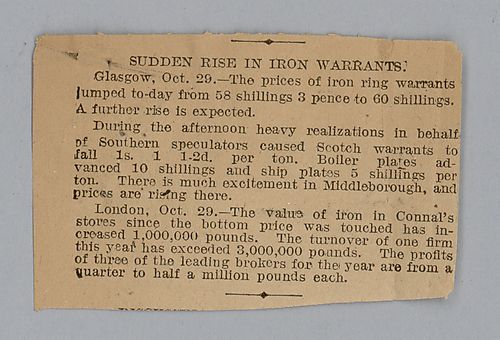 SUDDEN RISE IN IRON WARRANTS.
Glasgow, Oct. 29.—The prices of iron ring warrants
jumped to-day from 58 shillings 3 pence to 60 shillings.
A further rise is expected.
During the afternoon heavy realizations in behalf
of Southern speculators caused Scotch warrants to
fall 1s. 1 1-2d. per ton. Boiler plates ad-
vanced 10 shillings and ship plates 5 shillings per
ton. There is much excitement in Middleborough, and
prices are rising there.
London, Oct. 29.—The value of iron in Connal's
stores since the bottom price was touched has in-
creased 1,000,000 pounds. The turnover of one firm
this year has exceeded 3,000,000 pounds. The profits
of three of the leading brokers for the year are from a
quarter to half a million pounds each.